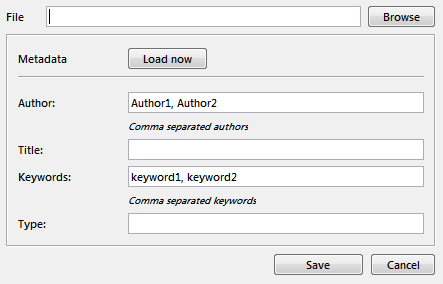 File Browse
Metadata Load now
Author: Author1, Author2
Comma separated authors
Title:
Keywords: keyword1, keyword2
Comma separated keywords
Type:
Save Cancel